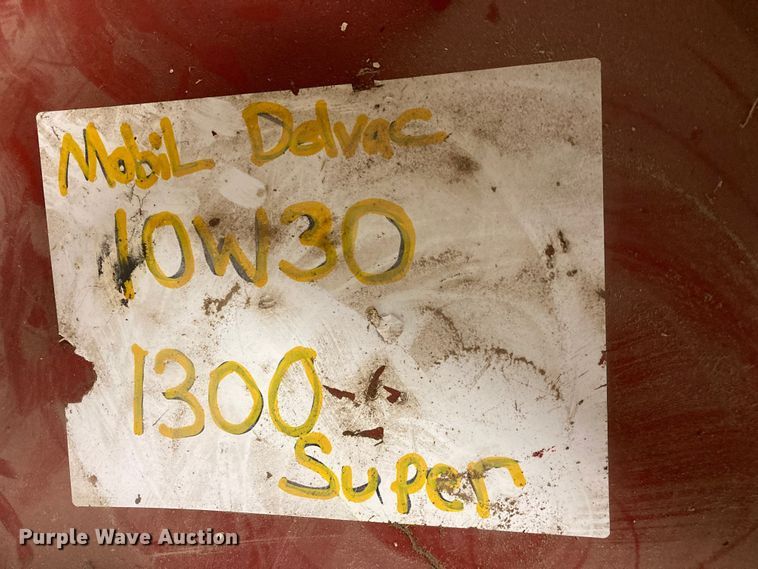 Mobil Delvac
10W30
1300
Super
Purple Wave Auction